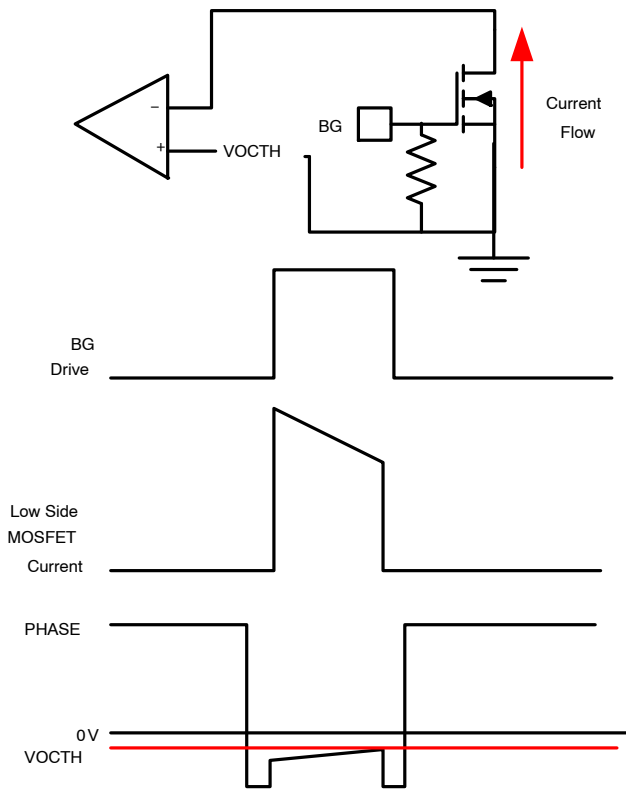 −
+
VOCTH
BG
Current
Flow
BG
Drive
Low Side
MOSFET
Current
PHASE
0 V
VOCTH